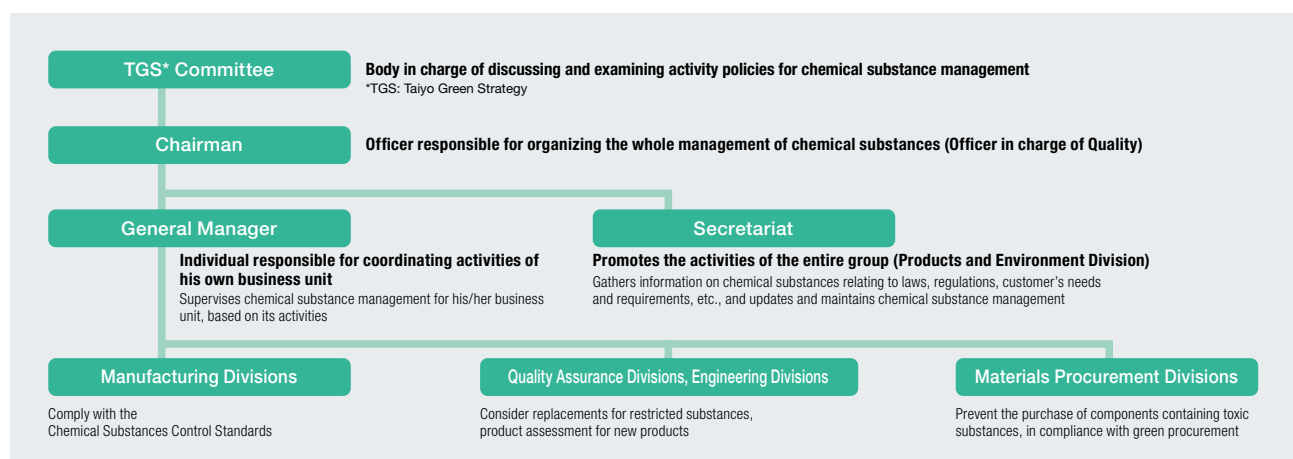 TGS* Committee
Body in charge of discussing and examining activity policies for chemical substance management
*TGS: Taiyo Green Strategy
Chairman
Officer responsible for organizing the whole management of chemical substances (Officer in charge of Quality)
General Manager
Individual responsible for coordinating activities of
his own business unit
Supervises chemical substance management for his/her business
unit, based on its activities
Secretariat
Promotes the activities of the entire group (Products and Environment Division)
Gathers information on chemical substances relating to laws, regulations, customer's needs
and requirements, etc., and updates and maintains chemical substance management
Manufacturing Divisions
Comply with the
Chemical Substances Control Standards
Quality Assurance Divisions, Engineering Divisions
Consider replacements for restricted substances,
product assessment for new products
Materials Procurement Divisions
Prevent the purchase of components containing toxic
substances, in compliance with green procurement